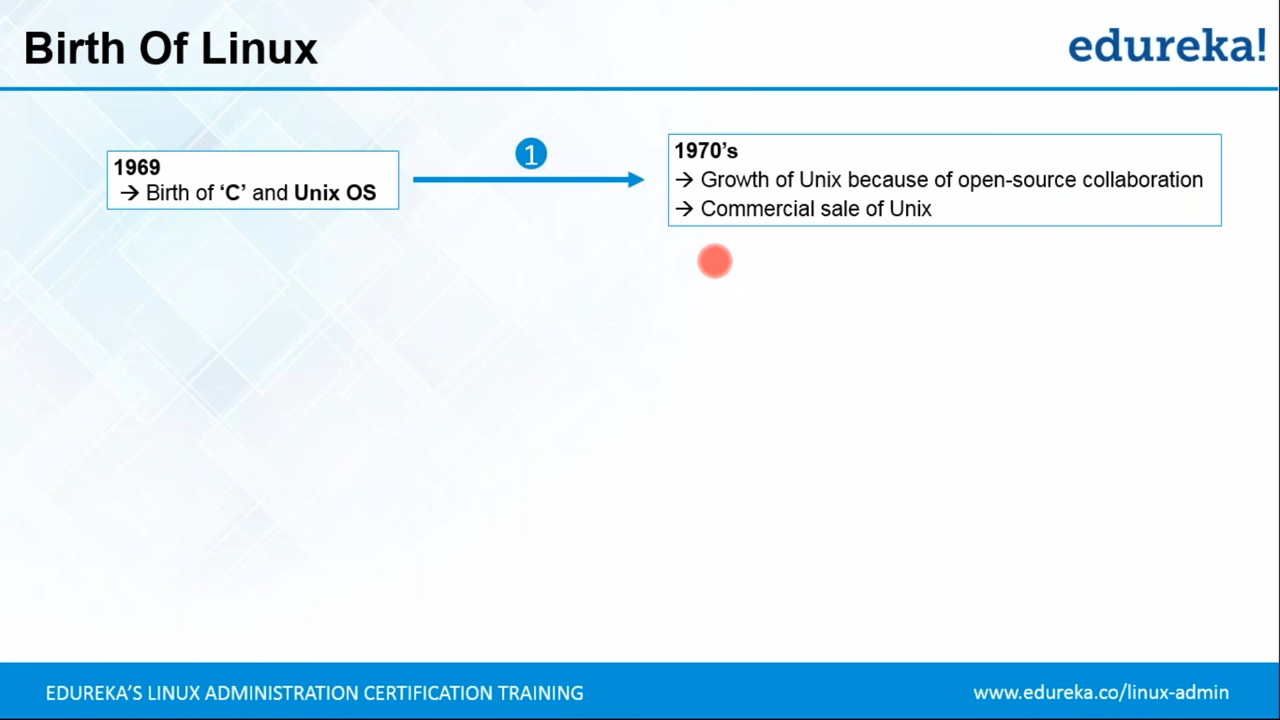 Birth Of Linux
edureka!
1969
→ Birth of ‘C’ and Unix OS
1
1970’s
→ Growth of Unix because of open-source collaboration
→ Commercial sale of Unix
EDUREKA’S LINUX ADMINISTRATION CERTIFICATION TRAINING
www.edureka.co/linux-admin